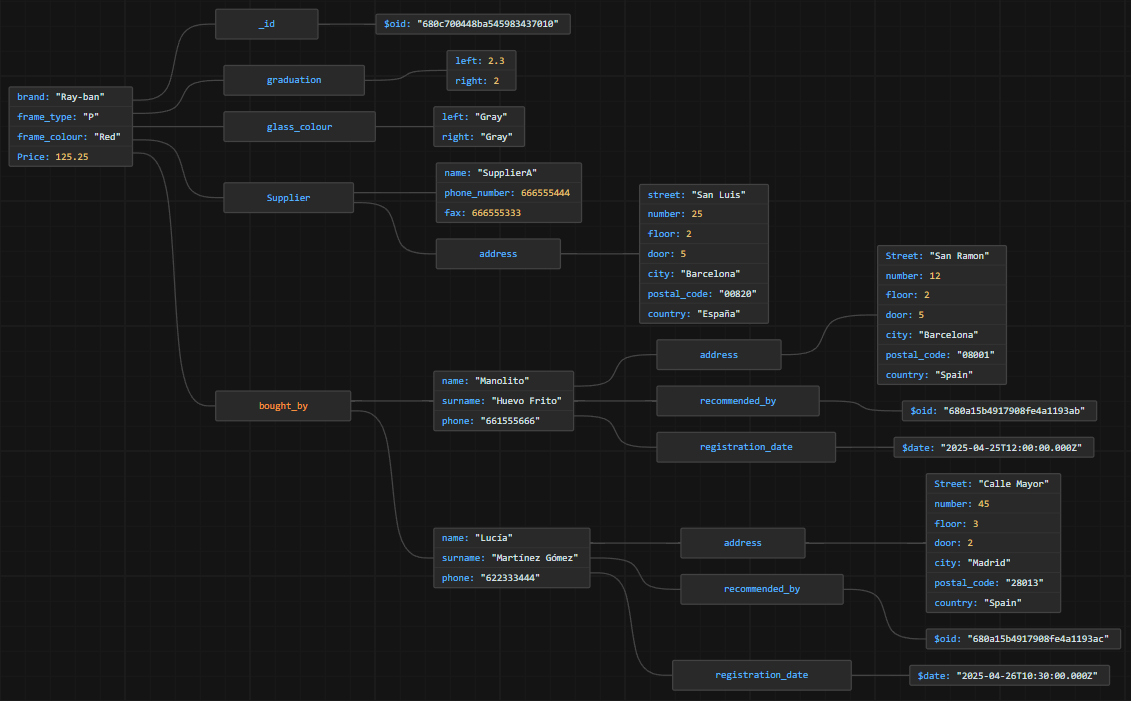 _id
$oid: "680c700448ba545983437010"
left: 2.3
right: 2
graduation
brand: "Ray-ban"
frame_type: "P"
frame_colour: "Red"
Price: 125.25
glass_colour
left: "Gray"
right: "Gray"
Supplier
name: "SupplierA"
phone_number: 666555444
fax: 666555333
address
street: "San Luis"
number: 25
floor: 2
door: 5
city: "Barcelona"
postal_code: "00820"
country: "España"
bought_by
name: "Manolito"
surname: "Huevo Frito"
phone: "661555666"
address
Street: "San Ramon"
number: 12
floor: 2
door: 5
city: "Barcelona"
postal_code: "08001"
country: "Spain"
recommended_by
$oid: "680a15b4917908fe4a1193ab"
registration_date
$date: "2025-04-25T12:00:00.000Z"
name: "Lucía"
surname: "Martínez Gómez"
phone: "622333444"
address
Street: "Calle Mayor"
number: 45
floor: 3
door: 2
city: "Madrid"
postal_code: "28013"
country: "Spain"
recommended_by
$oid: "680a15b4917908fe4a1193ac"
registration_date
$date: "2025-04-26T10:30:00.000Z"